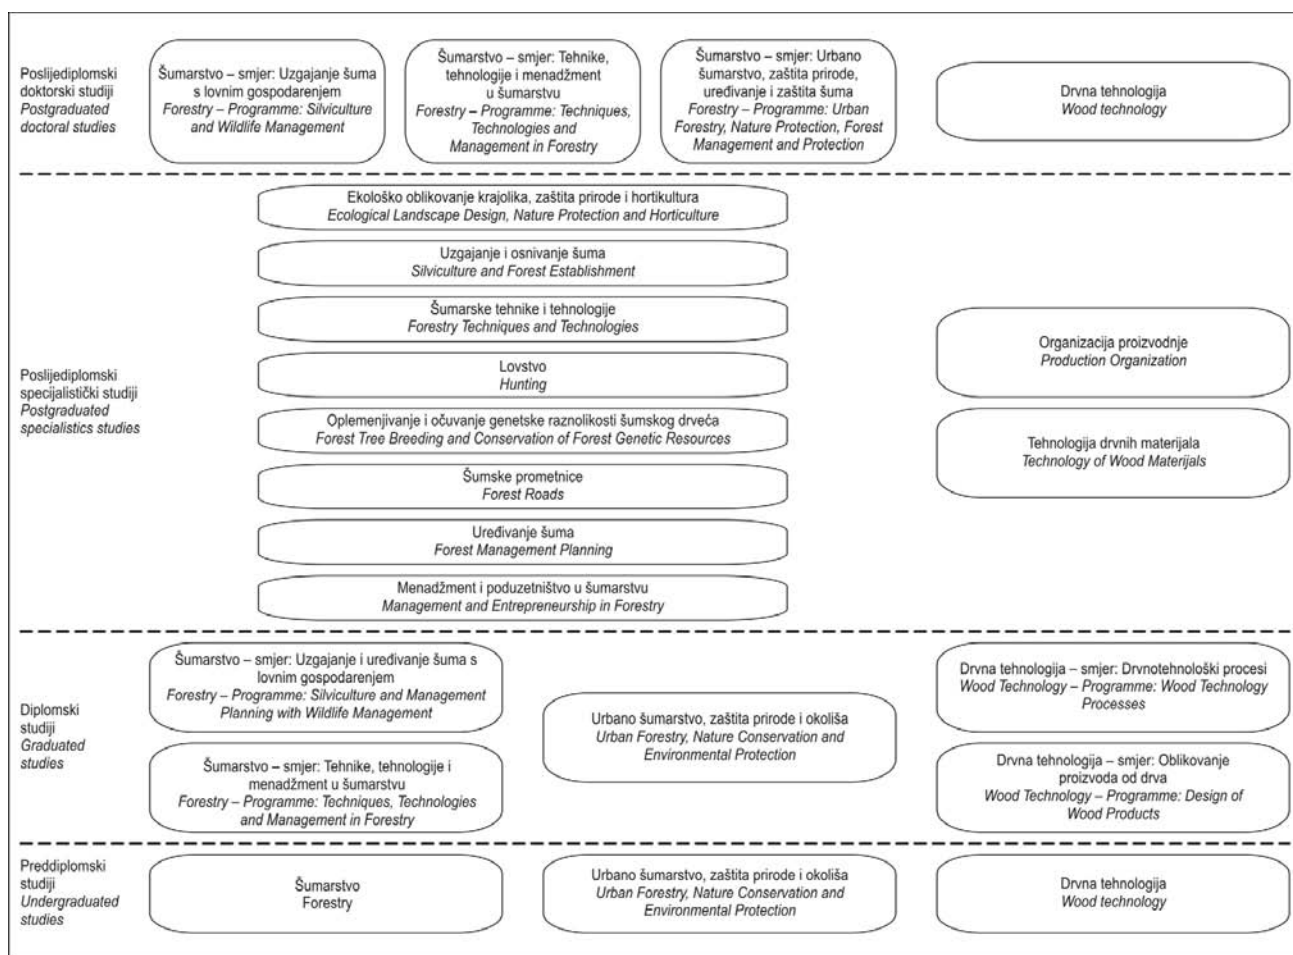 Poslijediplomski
doktorski studiji
Postgraduated
doctoral studies
Šumarstvo – smjer: Uzgajanje šuma
s lovnim gospodarenjem
Forestry – Programme: Silviculture
and Wildlife Management
Šumarstvo – smjer: Tehnike,
tehnologije i menadžment
u šumarstvu
Forestry – Programme: Techniques,
Technologies and
Management in Forestry
Šumarstvo – smjer: Urbano
šumarstvo, zaštita prirode,
uređivanje i zaštita šuma
Forestry – Programme: Urban
Forestry, Nature Protection, Forest
Management and Protection
Drvna tehnologija
Wood technology
Poslijediplomski
specijalistički studiji
Postgraduated
specialistics studies
Ekološko oblikovanje krajolika, zaštita prirode i hortikultura
Ecological Landscape Design, Nature Protection and Horticulture
Uzgajanje i osnivanje šuma
Silviculture and Forest Establishment
Šumarske tehnike i tehnologije
Forestry Techniques and Technologies
Lovstvo
Hunting
Oplemenjivanje i očuvanje genetske raznolikosti šumskog drveća
Forest Tree Breeding and Conservation of Forest Genetic Resources
Šumske prometnice
Forest Roads
Uređivanje šuma
Forest Management Planning
Menadžment i poduzetništvo u šumarstvu
Management and Entrepreneurship in Forestry
Organizacija proizvodnje
Production Organization
Tehnologija drvnih materijala
Technology of Wood Materijals
Diplomski
studiji
Graduated
studies
Šumarstvo – smjer: Uzgajanje i uređivanje šuma s
lovnim gospodarenjem
Forestry – Programme: Silviculture and Management
Planning with Wildlife Management
Šumarstvo – smjer: Tehnike, tehnologije i
menadžment u šumarstvu
Forestry – Programme: Techniques, Technologies
and Management in Forestry
Urbano šumarstvo, zaštita prirode i okoliša
Urban Forestry, Nature Conservation and
Environmental Protection
Drvna tehnologija – smjer: Drvnotehnološki procesi
Wood Technology – Programme: Wood Technology
Processes
Drvna tehnologija – smjer: Oblikovanje
proizvoda od drva
Wood Technology – Programme: Design of
Wood Products
Preddiplomski
studiji
Undergraduated
studies
Šumarstvo
Forestry
Urbano šumarstvo, zaštita prirode i okoliša
Urban Forestry, Nature Conservation and
Environmental Protection
Drvna tehnologija
Wood technology